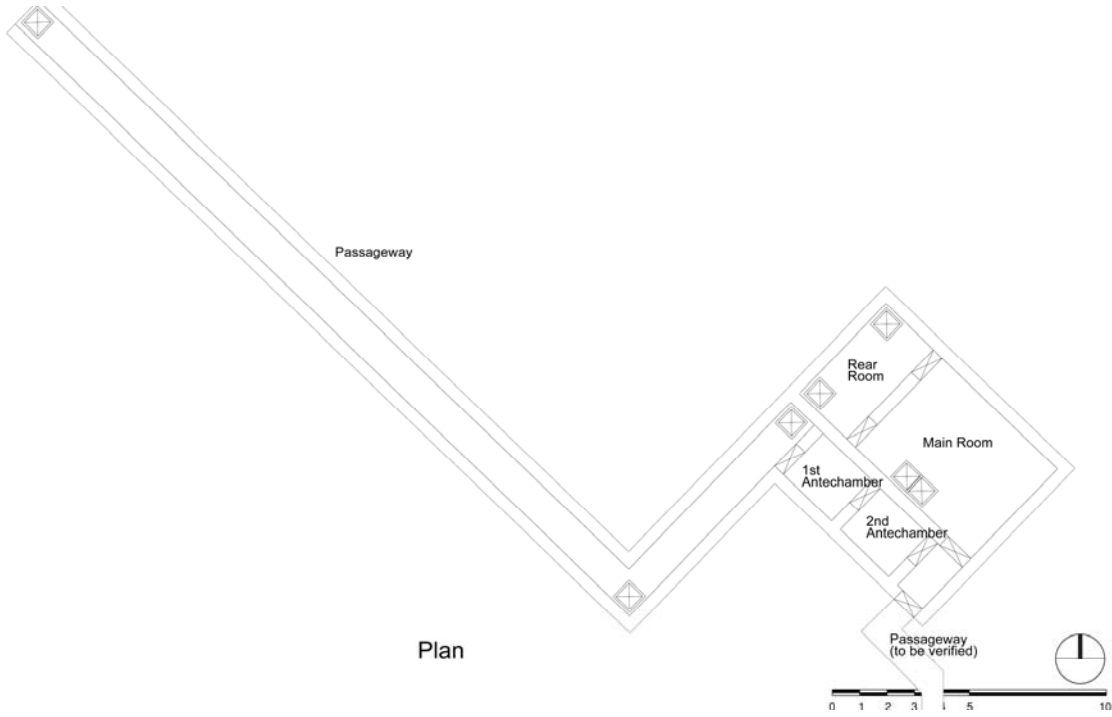 Passageway
Rear
Room
Main Room
1st
Antechamber
2nd
Antechamber
Passageway
(to be verified)
Plan
0 1 2 3 4 5 10